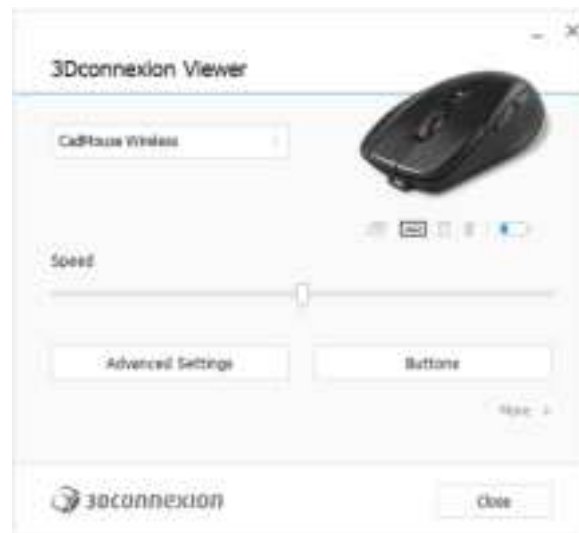 3Dconnexion Viewer
CadMouse Wireless
Speed
Advanced Settings
Buttons
More >
3Dconnexion
Close